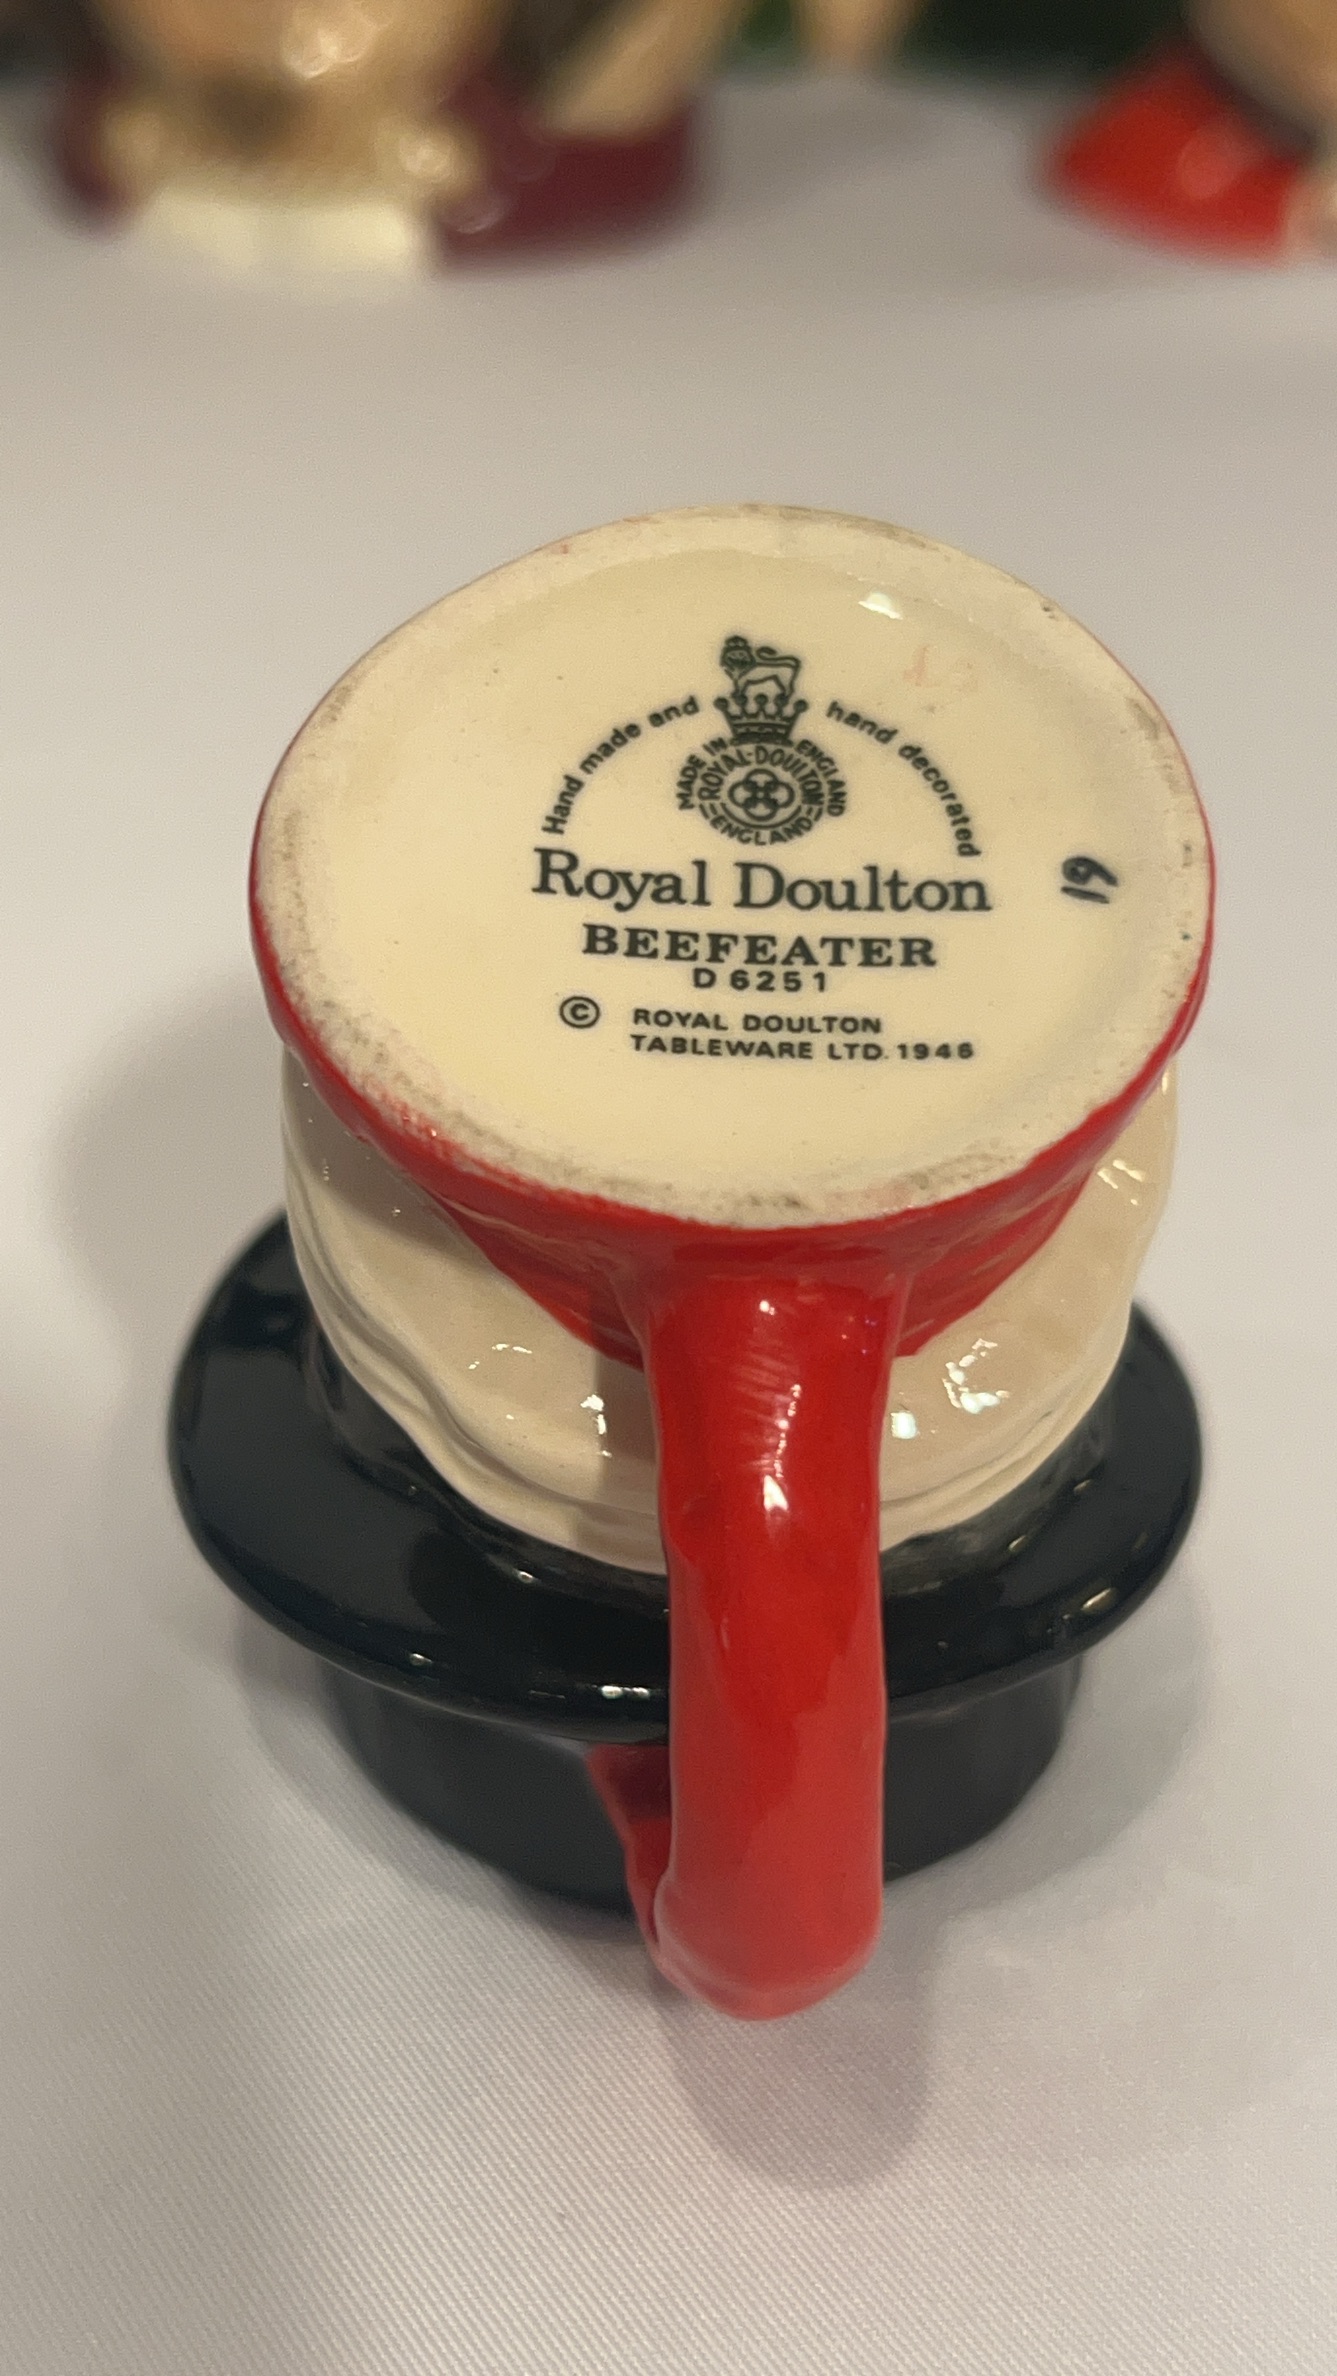 Hand made and hand decorated
MADE IN ENGLAND
ROYAL-DOULTON
ENGLAND
Royal Doulton
BEEFEATER
D 6251
© ROYAL DOULTON
TABLEWARE LTD. 1946
19